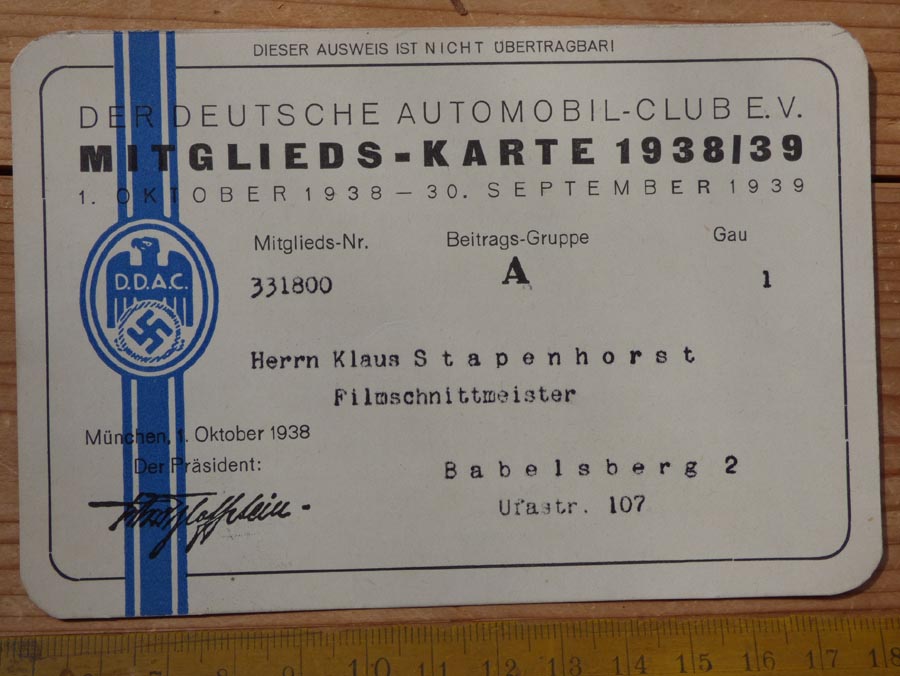 DIESER AUSWEIS IST NICHT ÜBERTRAGBAR!
DER DEUTSCHE AUTOMOBIL-CLUB E.V.
MITGLIEDS-KARTE 1938/39
1. OKTOBER 1938 — 30. SEPTEMBER 1939
Mitglieds-Nr. Beitrags-Gruppe Gau
331800 A 1
D.D.A.C.
Herrn Klaus Stapenhorst
Filmschnittmeister
München, 1. Oktober 1938
Der Präsident:
Babelsberg 2
Ufastr. 107
10 11 12 13 14 15 16 17 18